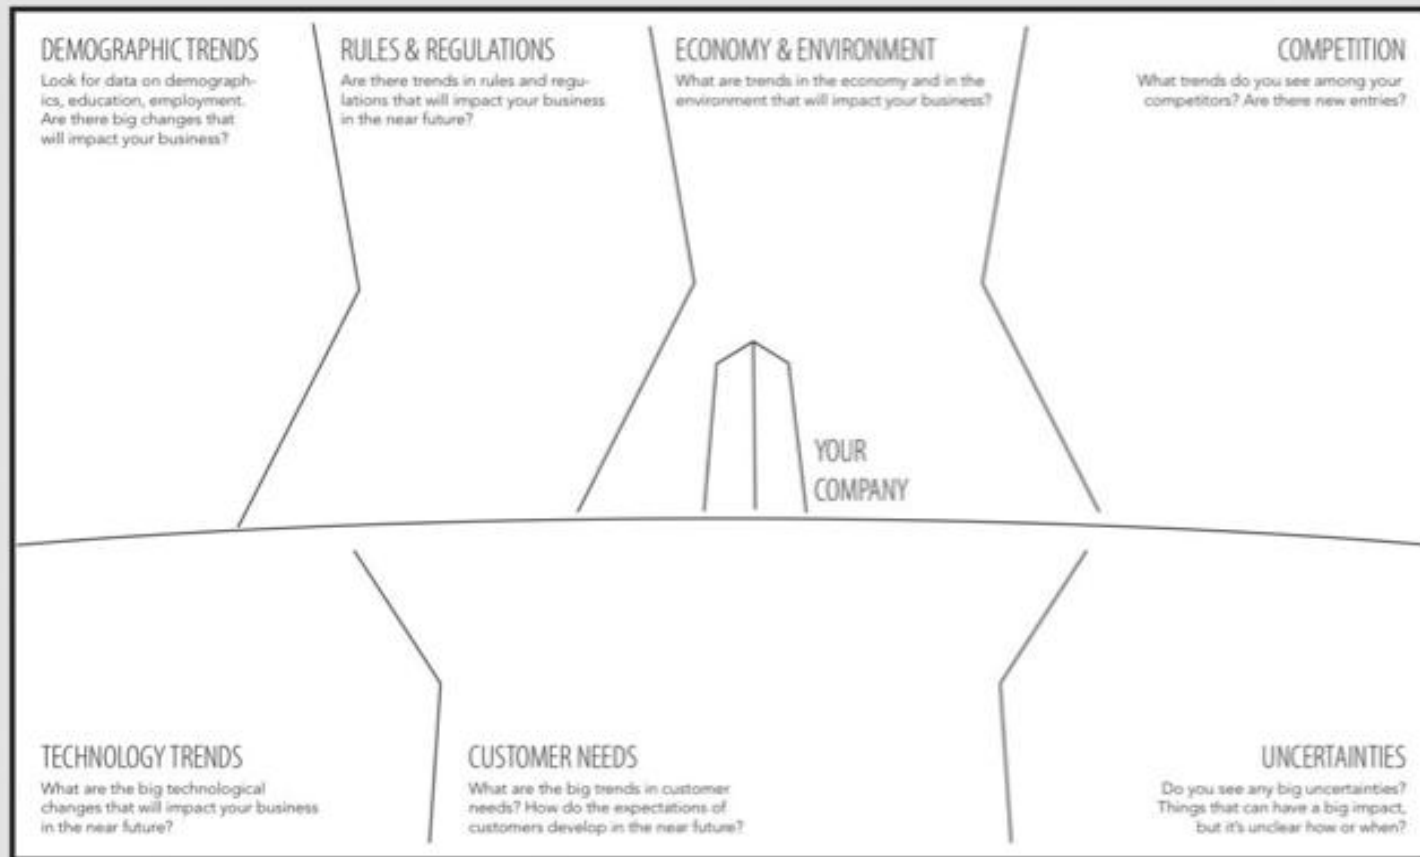 DEMOGRAPHIC TRENDS
Look for data on demograph-
ics, education, employment.
Are there big changes that
will impact your business?
RULES & REGULATIONS
Are there trends in rules and regu-
lations that will impact your business
in the near future?
ECONOMY & ENVIRONMENT
What are trends in the economy and in the
environment that will impact your business?
COMPETITION
What trends do you see among your
competitors? Are there new entries?
YOUR
COMPANY
TECHNOLOGY TRENDS
What are the big technological
changes that will impact your business
in the near future?
CUSTOMER NEEDS
What are the big trends in customer
needs? How do the expectations of
customers develop in the near future?
UNCERTAINTIES
Do you see any big uncertainties?
Things that can have a big impact,
but it's unclear how or when?